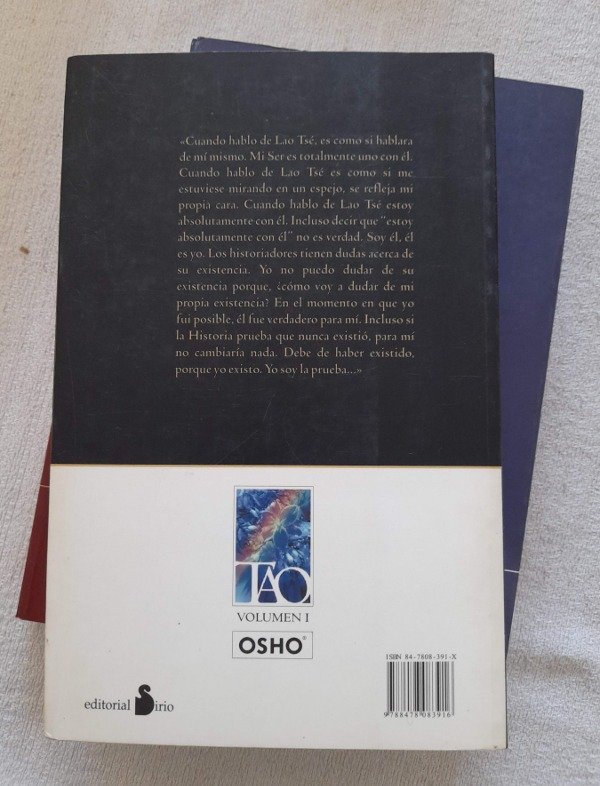 «Cuando hablo de Lao Tsé, es como si hablara
de mí mismo. Mi Ser es totalmente uno con él.
Cuando hablo de Lao Tsé es como si me
estuviese mirando en un espejo, se refleja mi
propia cara. Cuando hablo de Lao Tsé estoy
absolutamente con él. Incluso decir que "estoy
absolutamente con él" no es verdad. Soy él, él
es yo. Los historiadores tienen dudas acerca de
su existencia. Yo no puedo dudar de su
existencia porque, ¿cómo voy a dudar de mi
propia existencia? En el momento en que yo
fui posible, él fue verdadero para mí. Incluso si
la Historia prueba que nunca existió, para mí
no cambiaría nada. Debe de haber existido,
porque yo existo. Yo soy la prueba...»
TAO
VOLUMEN I
OSHO®
editorial Sirio
ISBN 84-7808-391-X
9788478083916